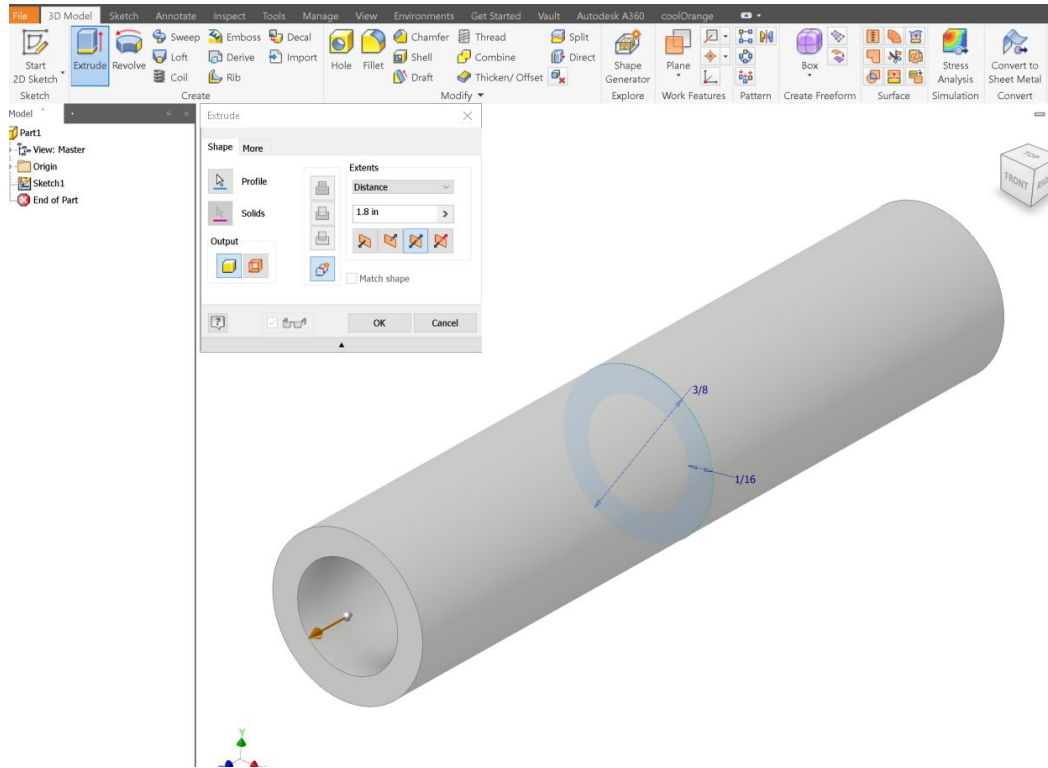 File 3D Model Sketch Annotate Inspect Tools Manage View Environments Get Started Vault Autodesk A360 coolOrange
Start
2D Sketch
Extrude
Revolve
Sweep
Loft
Coil
Emboss
Derive
Rib
Decal
Import
Hole
Fillet
Chamfer
Shell
Draft
Thread
Combine
Thicken/ Offset
Split
Direct
Shape
Generator
Plane
Box
Stress
Analysis
Convert to
Sheet Metal
Sketch Create Modify Explore Work Features Pattern Create Freeform Surface Simulation Convert
Model
Part1
View: Master
Origin
Sketch1
End of Part
Extrude
Shape More
Profile
Solids
Output
Extents
Distance
1.8 in
Match shape
OK Cancel
TOP
FRONT
3/8
1/16
Y